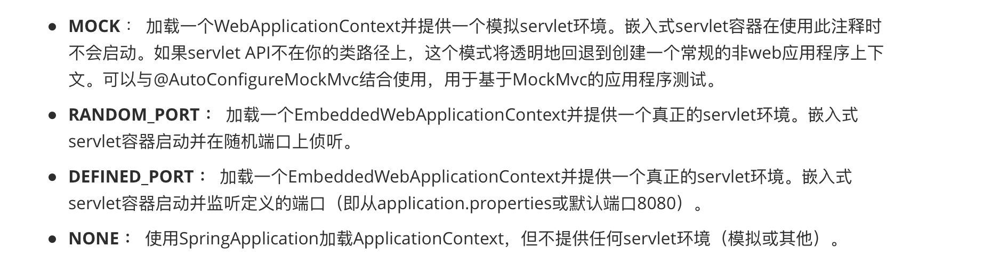 ● MOCK： 加载一个WebApplicationContext并提供一个模拟servlet环境。嵌入式servlet容器在使用此注释时
不会启动。如果servlet API不在你的类路径上，这个模式将透明地回退到创建一个常规的非web应用程序上下
文。可以与@AutoConfigureMockMvc结合使用，用于基于MockMvc的应用程序测试。
● RANDOM_PORT： 加载一个EmbeddedWebApplicationContext并提供一个真正的servlet环境。嵌入式
servlet容器启动并在随机端口上侦听。
● DEFINED_PORT： 加载一个EmbeddedWebApplicationContext并提供一个真正的servlet环境。嵌入式
servlet容器启动并监听定义的端口（即从application.properties或默认端口8080）。
● NONE： 使用SpringApplication加载ApplicationContext，但不提供任何servlet环境（模拟或其他）。